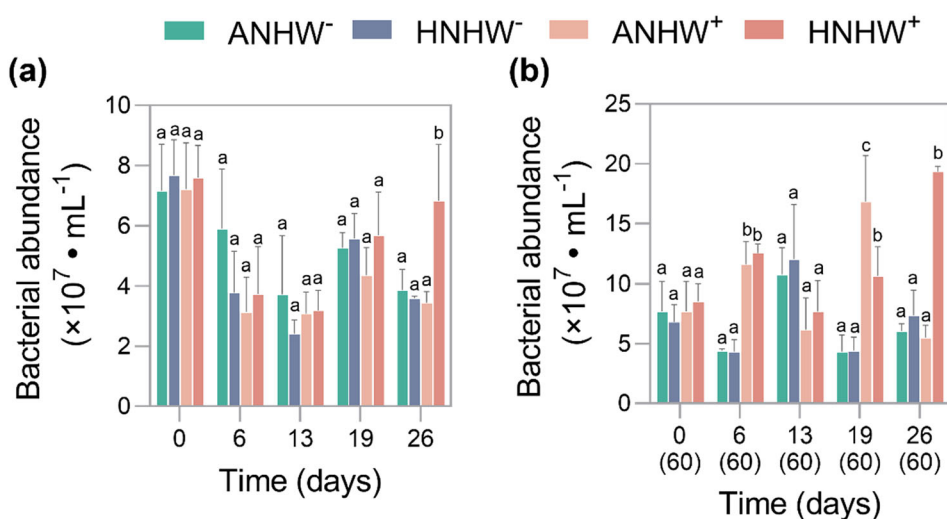 ANHW⁻ HNHW⁻ ANHW⁺ HNHW⁺
(a)
Bacterial abundance
(×10⁷ • mL⁻¹)
10
8
6
4
2
0
a a a a
a a a a
a a a a
a a a a
a a a b
0 6 13 19 26
Time (days)
(b)
Bacterial abundance
(×10⁷ • mL⁻¹)
25
20
15
10
5
0
a a a a
a a b b
a a a a
a a c b
a a a b
0 6 13 19 26
(60) (60) (60) (60) (60)
Time (days)